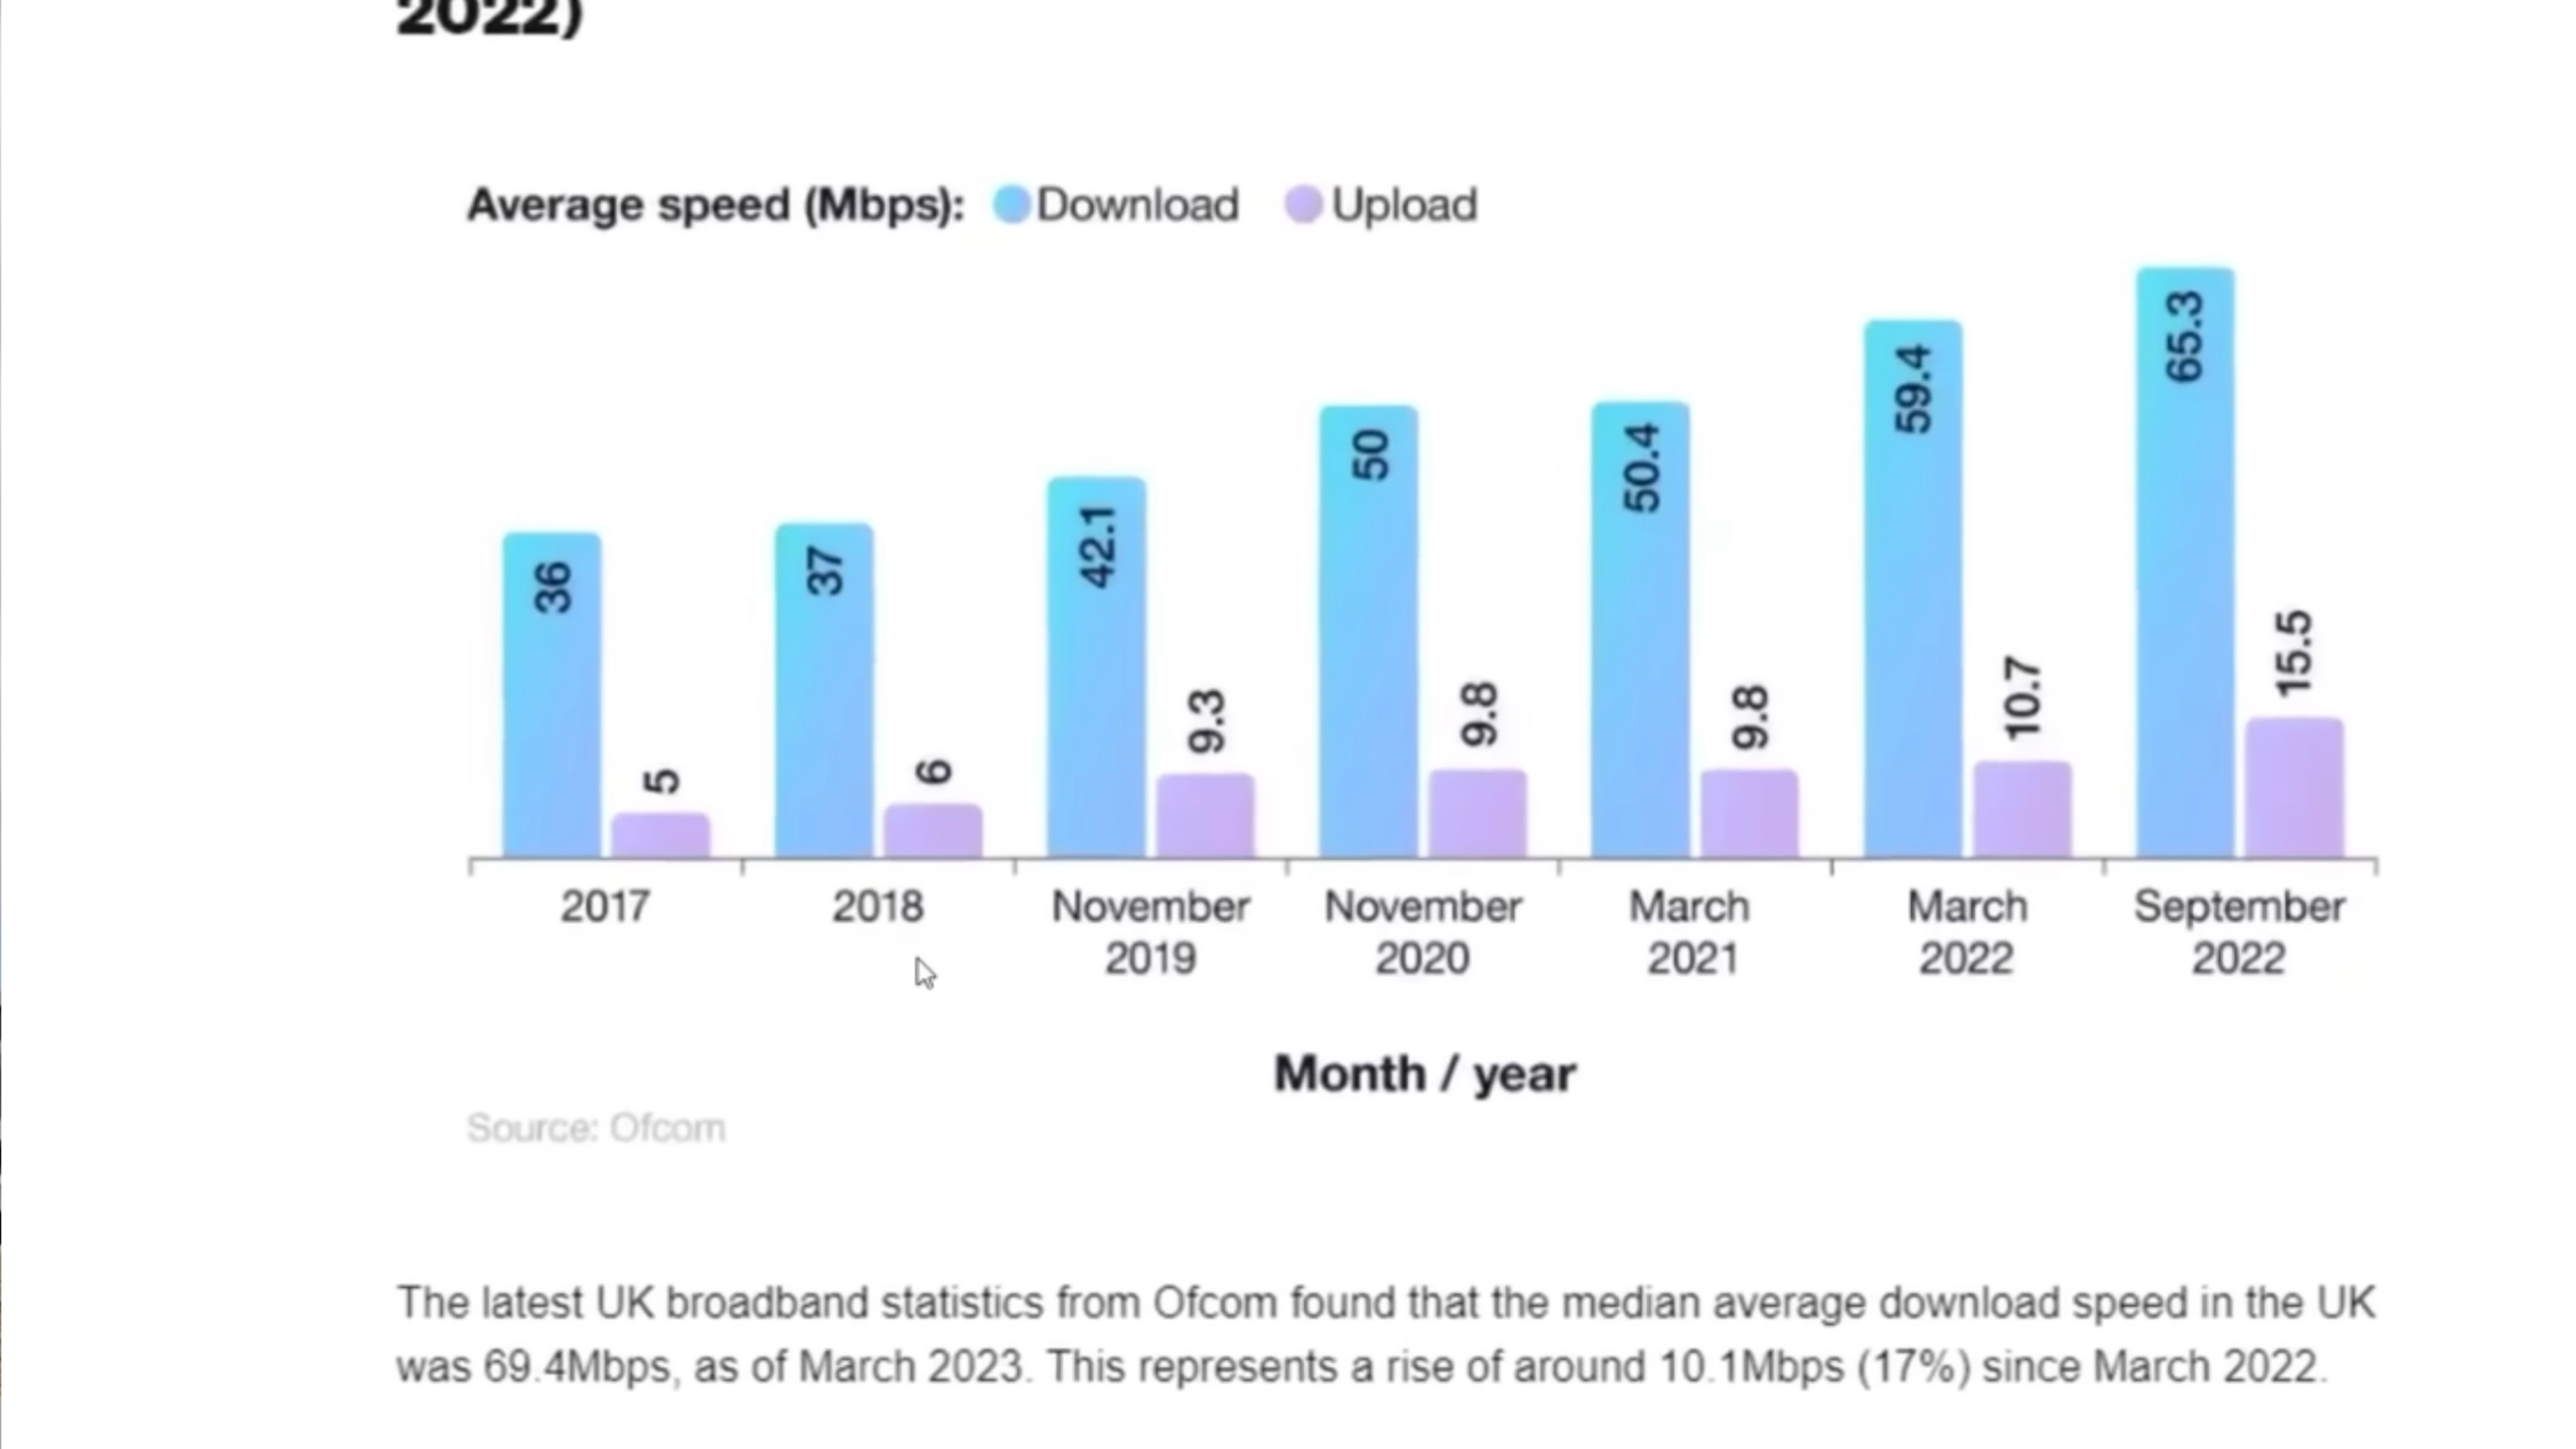 2022)
Average speed (Mbps): Download Upload
36 5 37 6 42.1 9.3 50 9.8 50.4 9.8 59.4 10.7 65.3 15.5
2017 2018 November 2019 November 2020 March 2021 March 2022 September 2022
Month / year
Source: Ofcom
The latest UK broadband statistics from Ofcom found that the median average download speed in the UK
was 69.4Mbps, as of March 2023. This represents a rise of around 10.1Mbps (17%) since March 2022.